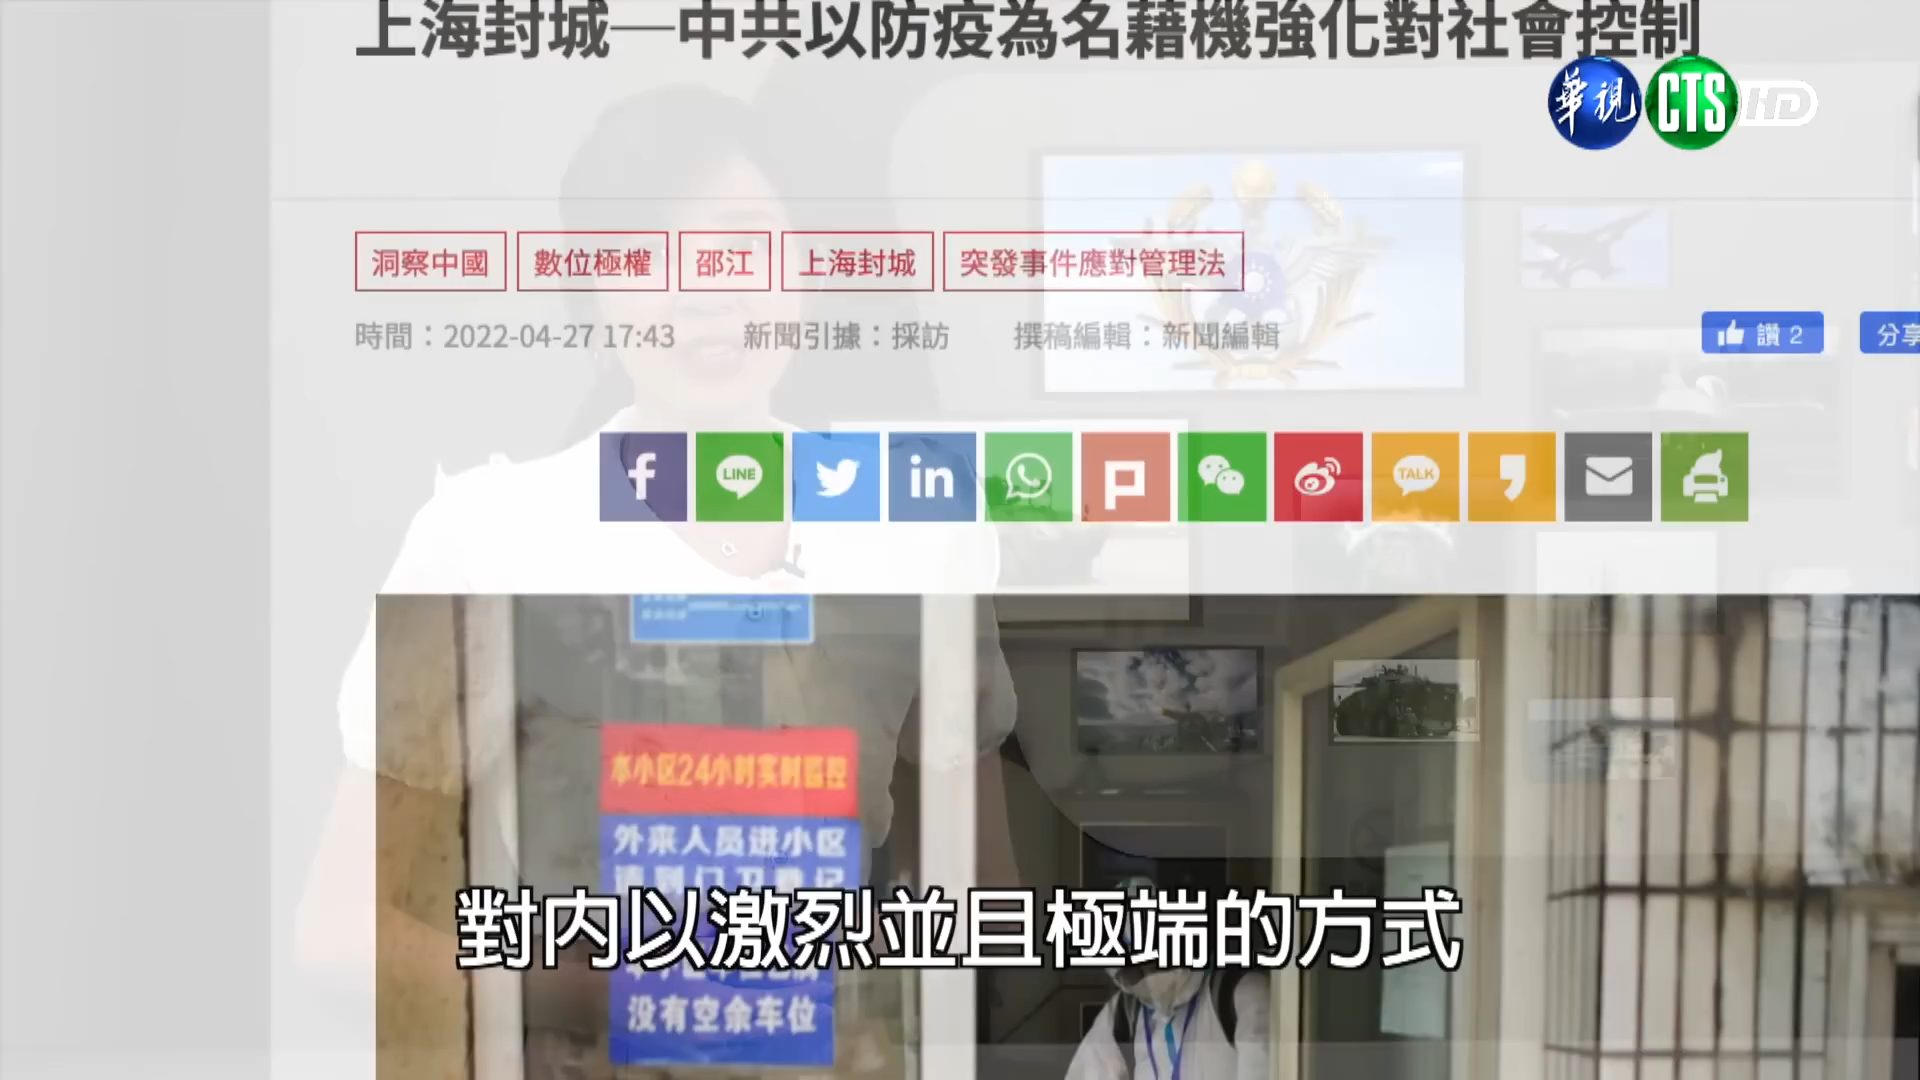 上海封城—中共以防疫為名藉機強化對社會控制
華視 CTS HD
洞察中國 數位極權 邵江 上海封城 突發事件應對管理法
時間：2022-04-27 17:43 新聞引據：採訪 撰稿編輯：新聞編輯
讚 2 分享
LINE
TALK
本小区24小时实时监控
外来人员进小区
对內以激烈並且極端的方式
没有空余车位